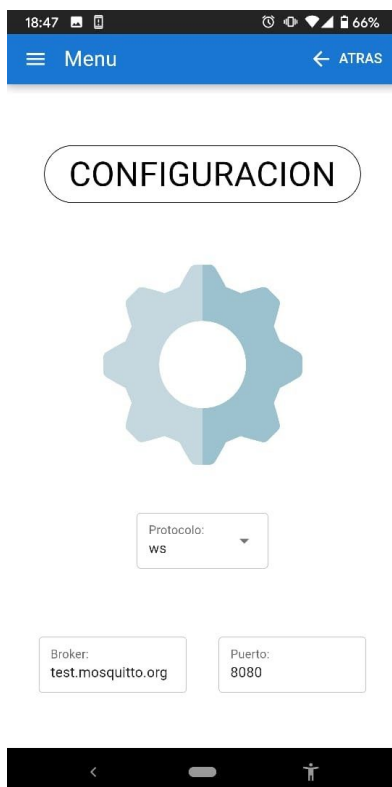 18:47
66%
Menu
ATRAS
CONFIGURACION
Protocolo:
ws
Broker:
test.mosquitto.org
Puerto:
8080